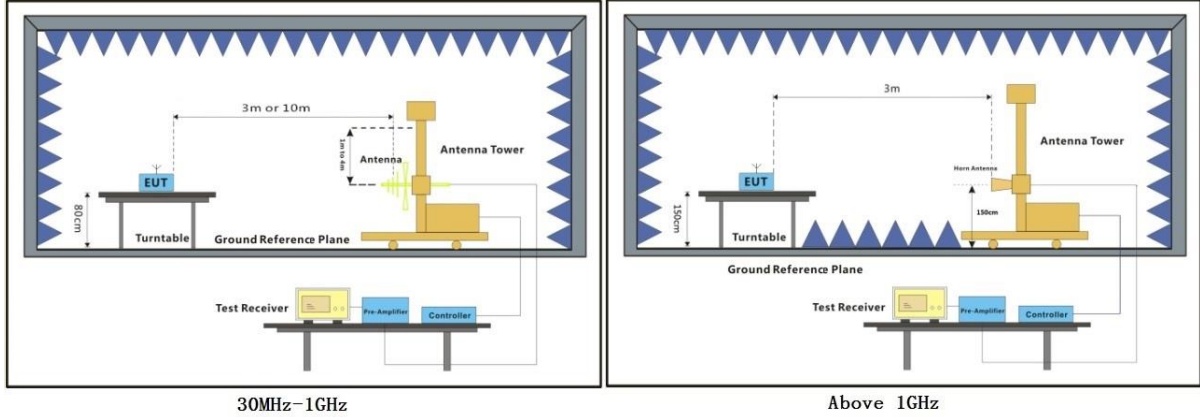 3m or 10m
1m to 4m
Antenna
Antenna Tower
EUT
80cm
Turntable
Ground Reference Plane
Test Receiver
Pre-Amplifier
Controller
30MHz-1GHz
3m
Antenna Tower
Horn Antenna
EUT
150cm
150cm
Turntable
Ground Reference Plane
Test Receiver
Pre-Amplifier
Controller
Above 1GHz